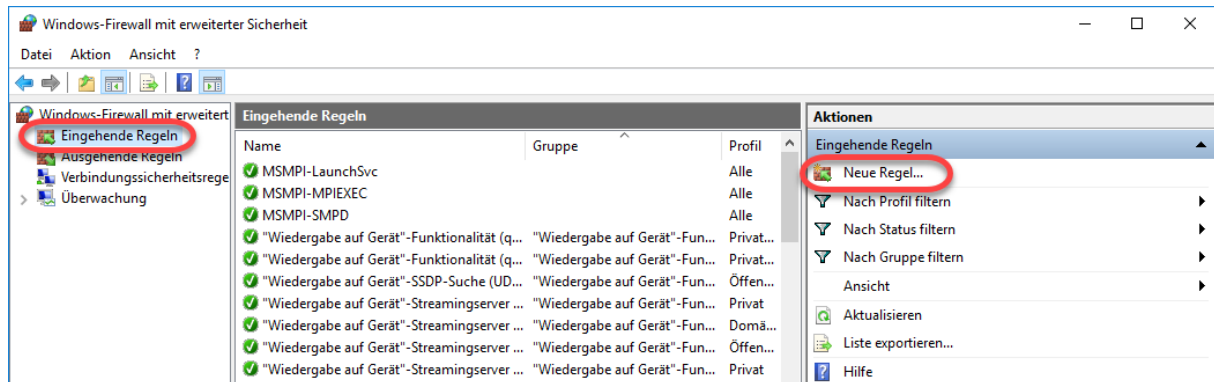 Windows-Firewall mit erweiterter Sicherheit
Datei Aktion Ansicht ?
Windows-Firewall mit erweitert
Eingehende Regeln
Ausgehende Regeln
Verbindungssicherheitsrege
Überwachung
Eingehende Regeln
Name Gruppe Profil
MSMPI-LaunchSvc Alle
MSMPI-MPIEXEC Alle
MSMPI-SMPD Alle
"Wiedergabe auf Gerät"-Funktionalität (q... "Wiedergabe auf Gerät"-Fun... Privat...
"Wiedergabe auf Gerät"-Funktionalität (q... "Wiedergabe auf Gerät"-Fun... Privat...
"Wiedergabe auf Gerät"-SSDP-Suche (UD... "Wiedergabe auf Gerät"-Fun... Öffen...
"Wiedergabe auf Gerät"-Streamingserver ... "Wiedergabe auf Gerät"-Fun... Privat
"Wiedergabe auf Gerät"-Streamingserver ... "Wiedergabe auf Gerät"-Fun... Domä...
"Wiedergabe auf Gerät"-Streamingserver ... "Wiedergabe auf Gerät"-Fun... Öffen...
"Wiedergabe auf Gerät"-Streamingserver ... "Wiedergabe auf Gerät"-Fun... Privat
Aktionen
Eingehende Regeln
Neue Regel...
Nach Profil filtern
Nach Status filtern
Nach Gruppe filtern
Ansicht
Aktualisieren
Liste exportieren...
Hilfe